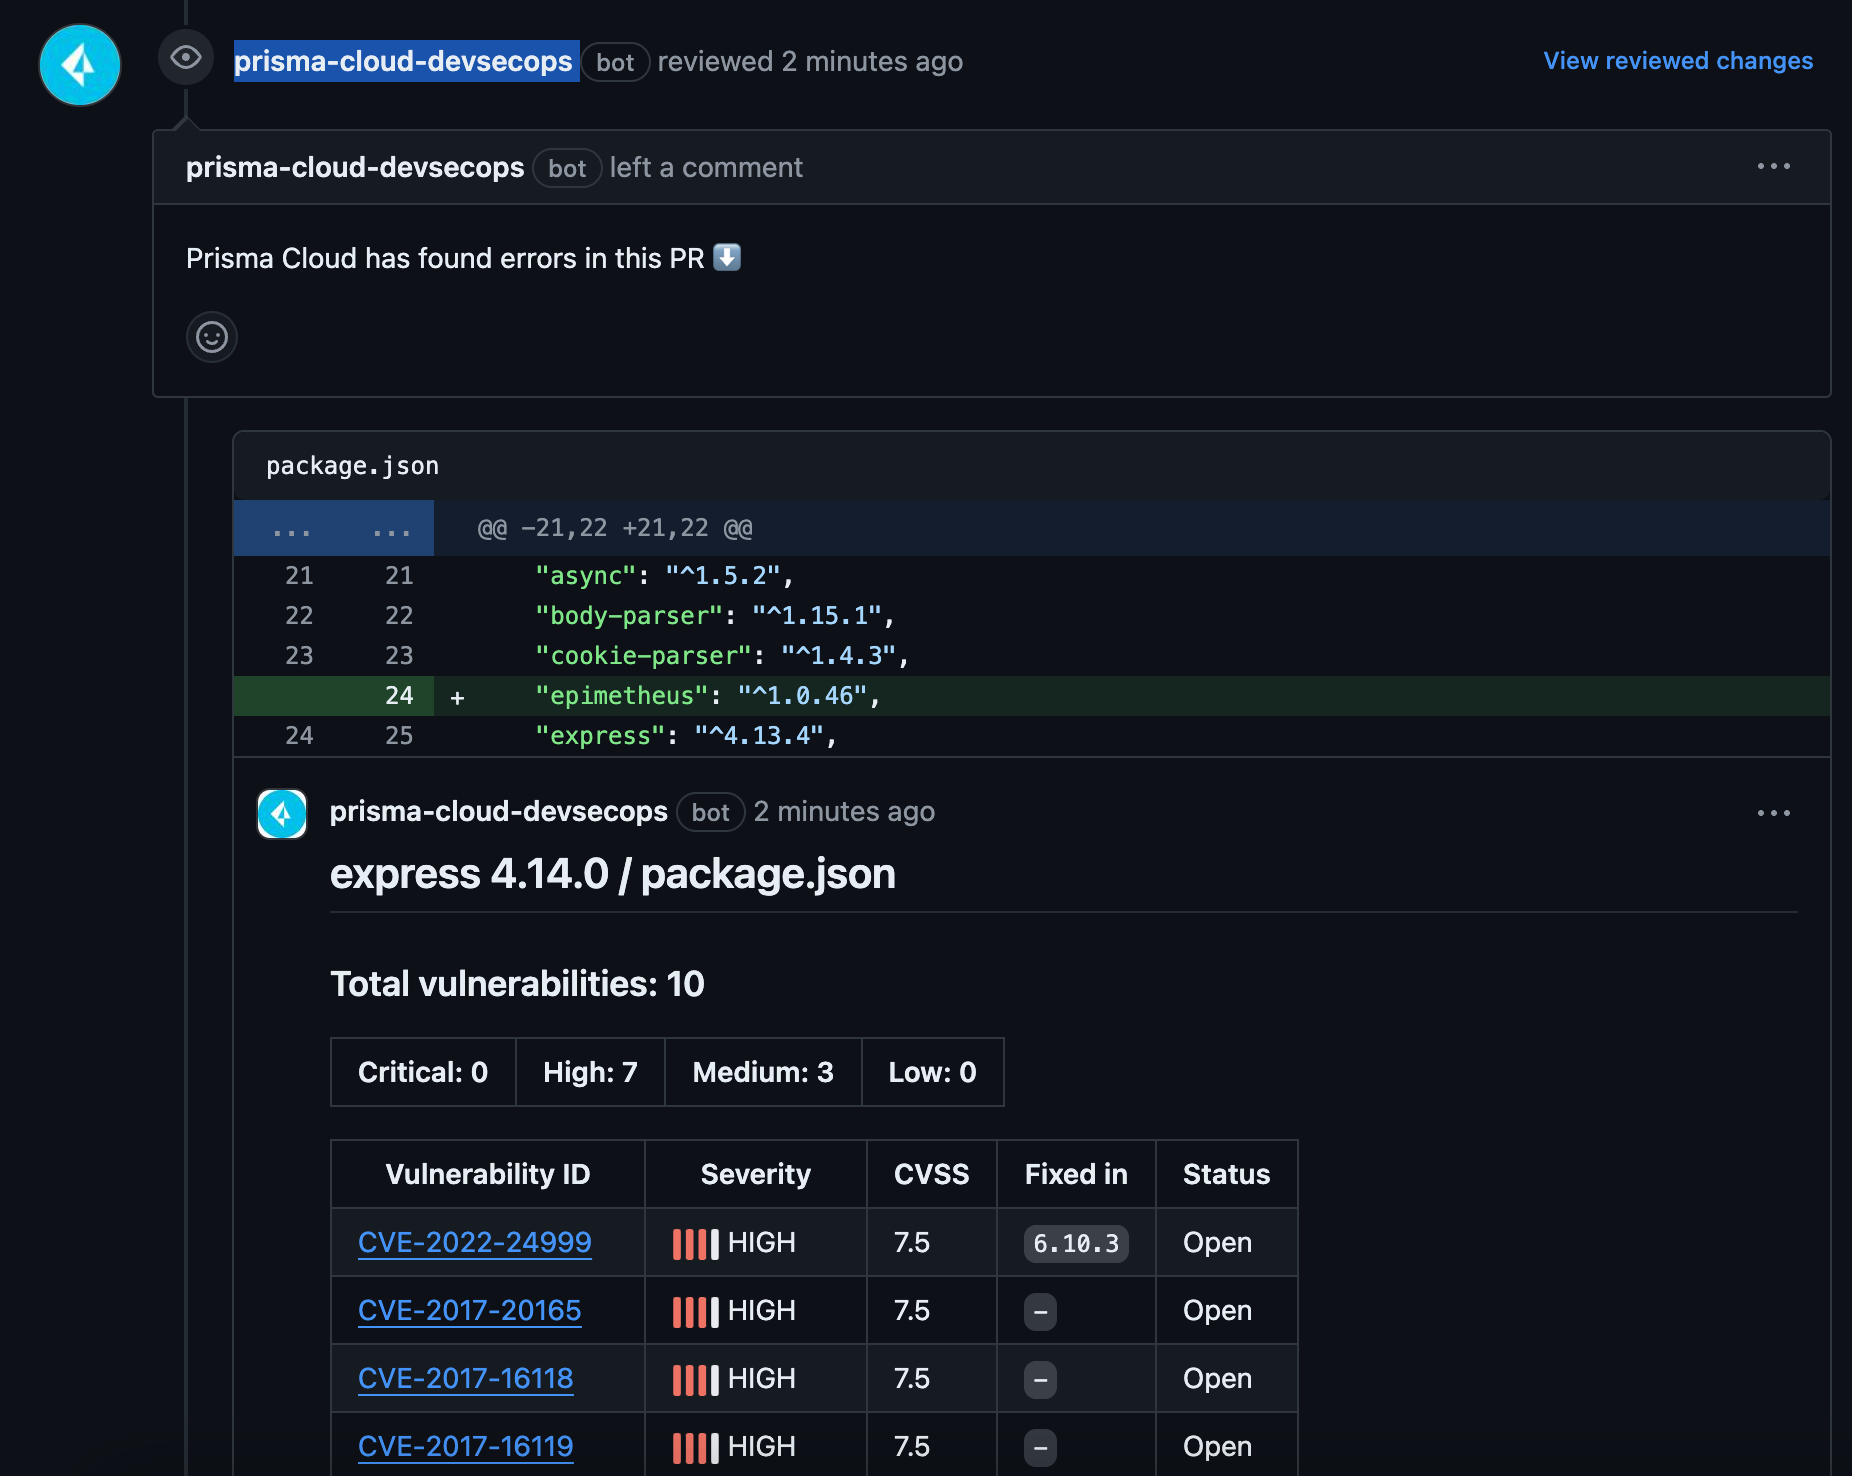 prisma-cloud-devsecops bot reviewed 2 minutes ago View reviewed changes
prisma-cloud-devsecops bot left a comment ···
Prisma Cloud has found errors in this PR ⬇️
package.json
... ... @@ -21,22 +21,22 @@
21 21 "async": "^1.5.2",
22 22 "body-parser": "^1.15.1",
23 23 "cookie-parser": "^1.4.3",
24 + "epimetheus": "^1.0.46",
24 25 "express": "^4.13.4",
prisma-cloud-devsecops bot 2 minutes ago ···
express 4.14.0 / package.json
Total vulnerabilities: 10
Critical: 0 High: 7 Medium: 3 Low: 0
Vulnerability ID Severity CVSS Fixed in Status
CVE-2022-24999 HIGH 7.5 6.10.3 Open
CVE-2017-20165 HIGH 7.5 – Open
CVE-2017-16118 HIGH 7.5 – Open
CVE-2017-16119 HIGH 7.5 – Open